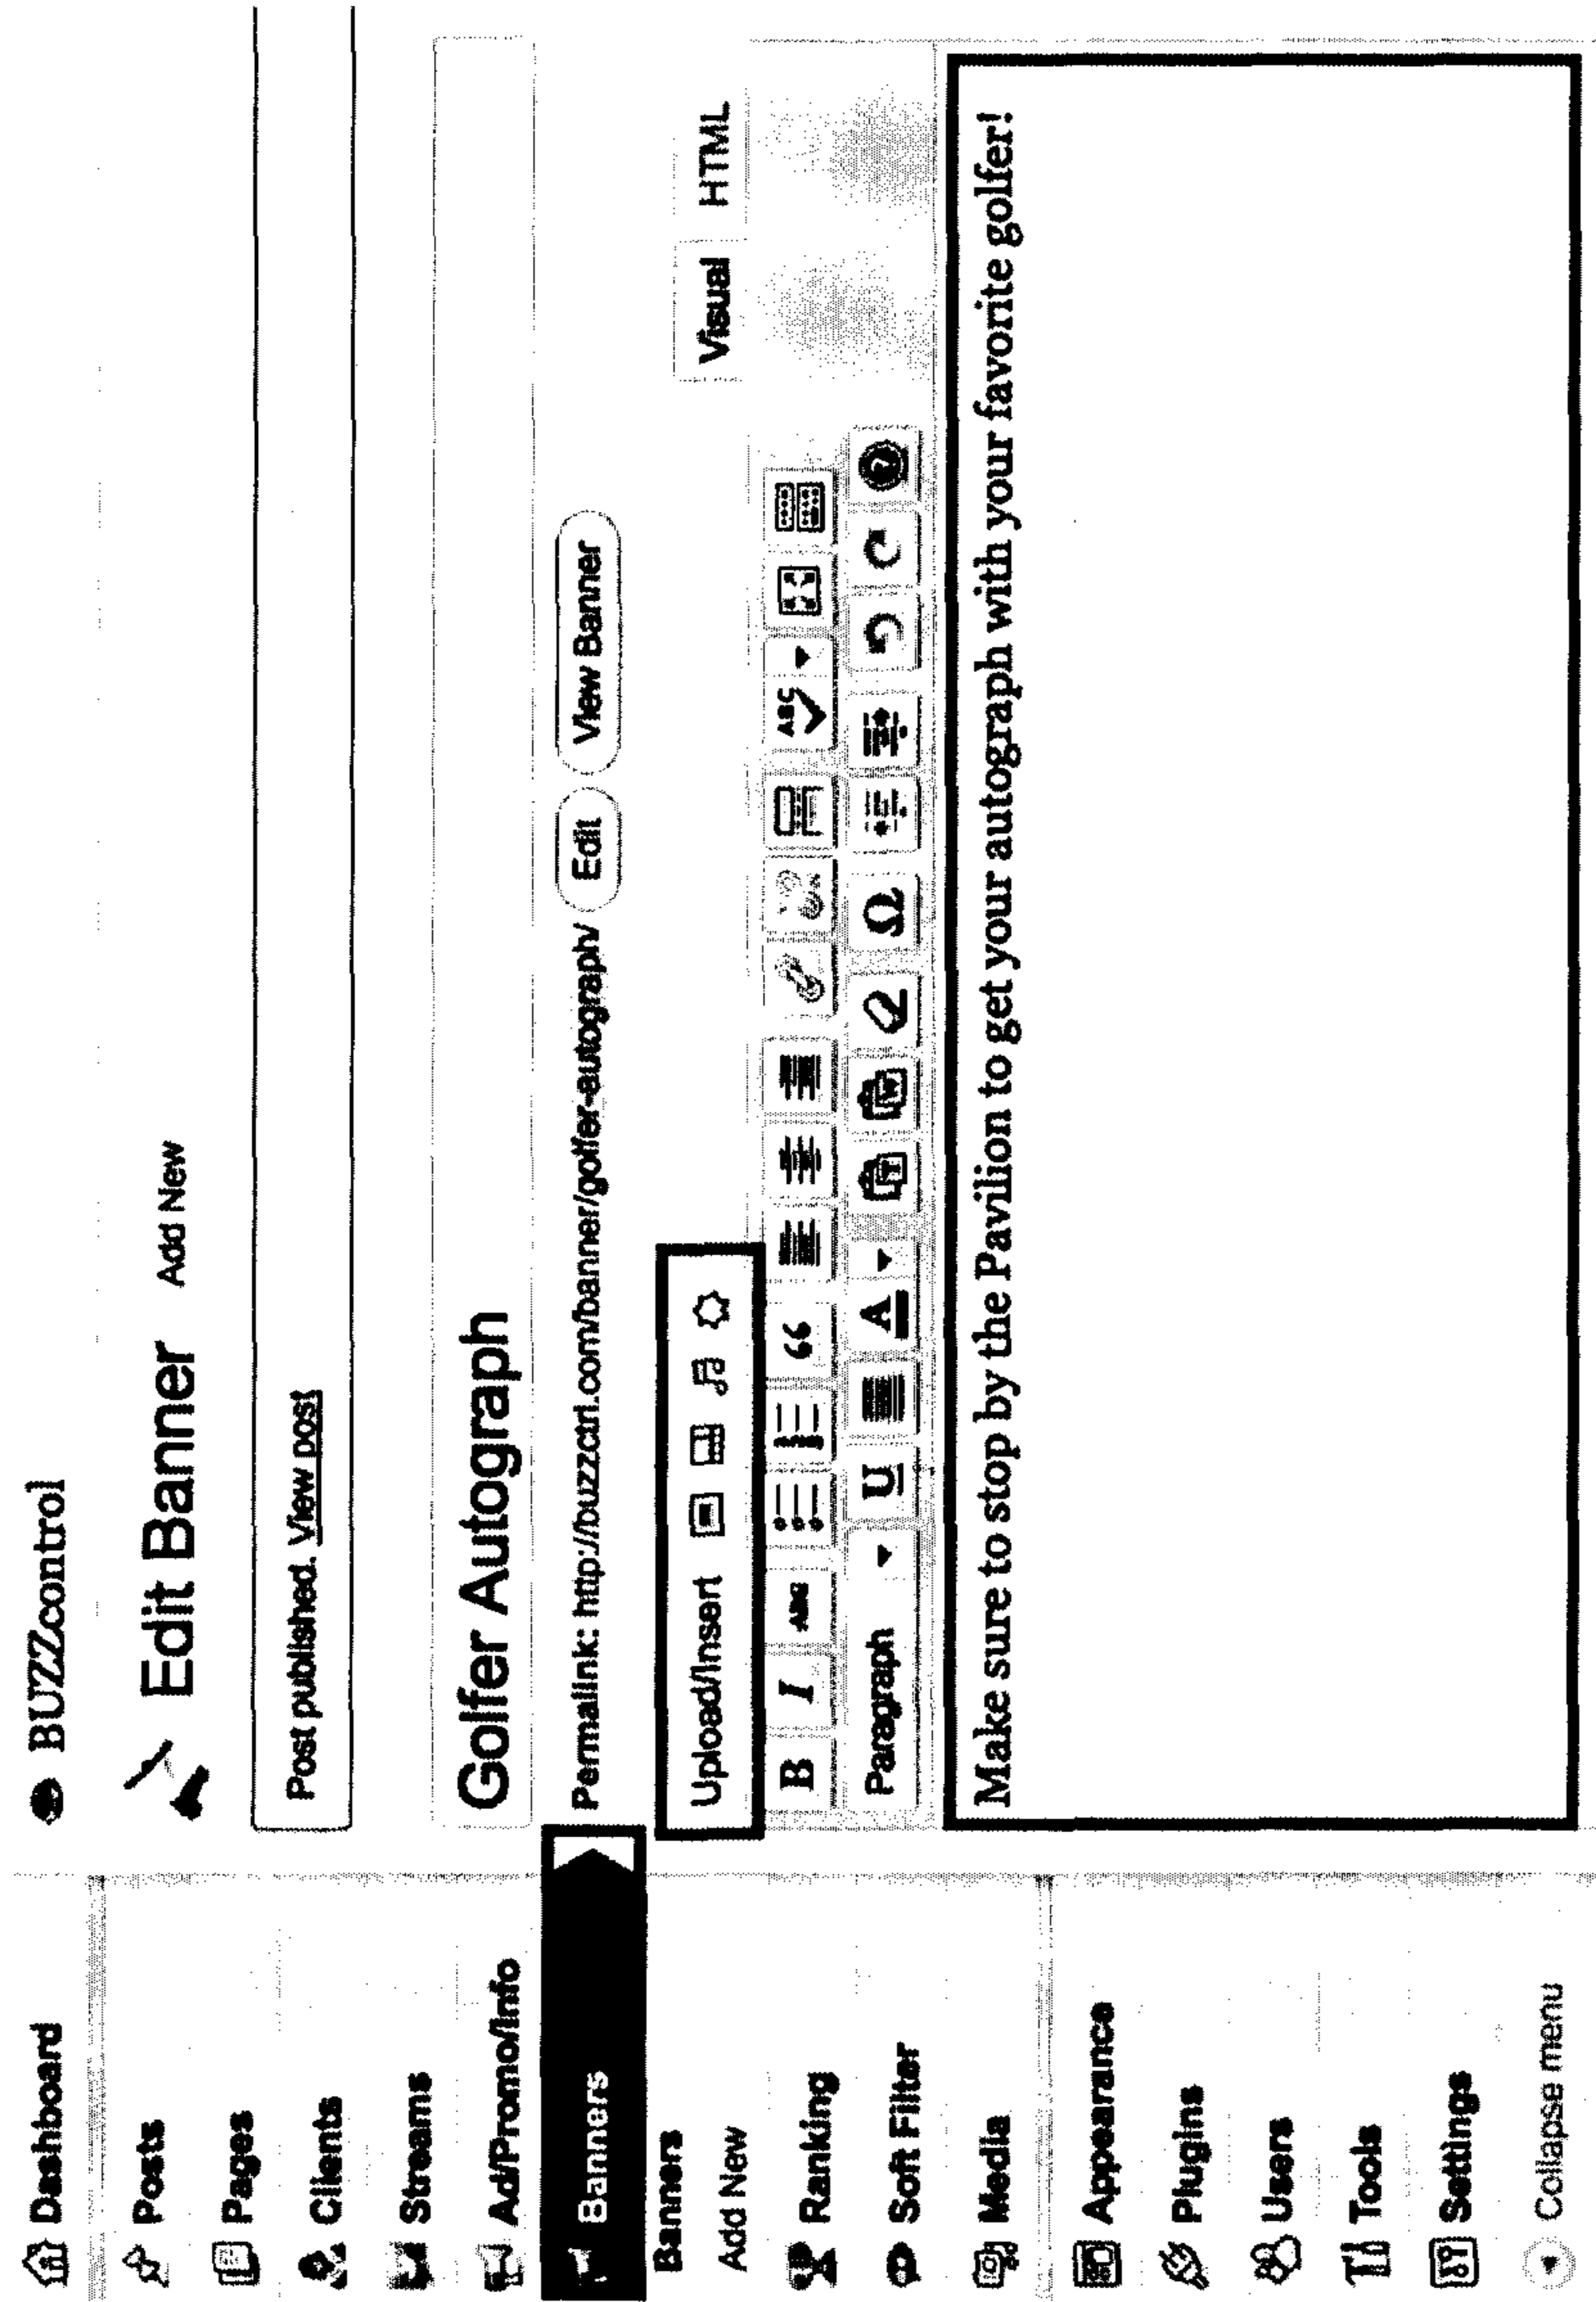 BUZZcontrol
Dashboard
Posts
Pages
Clients
Streams
Ad/Promo/Info
Banners
Banners
Add New
Ranking
Soft Filter
Media
Appearance
Plugins
Users
Tools
Settings
Collapse menu
Edit Banner Add New
Post published. View post
Golfer Autograph
Permalink: http://buzzctrl.com/banner/golfer-autograph/ Edit View Banner
Upload/Insert
Visual HTML
B I ABC “ ABC
Paragraph U A T W Ω ?
Make sure to stop by the Pavilion to get your autograph with your favorite golfer!